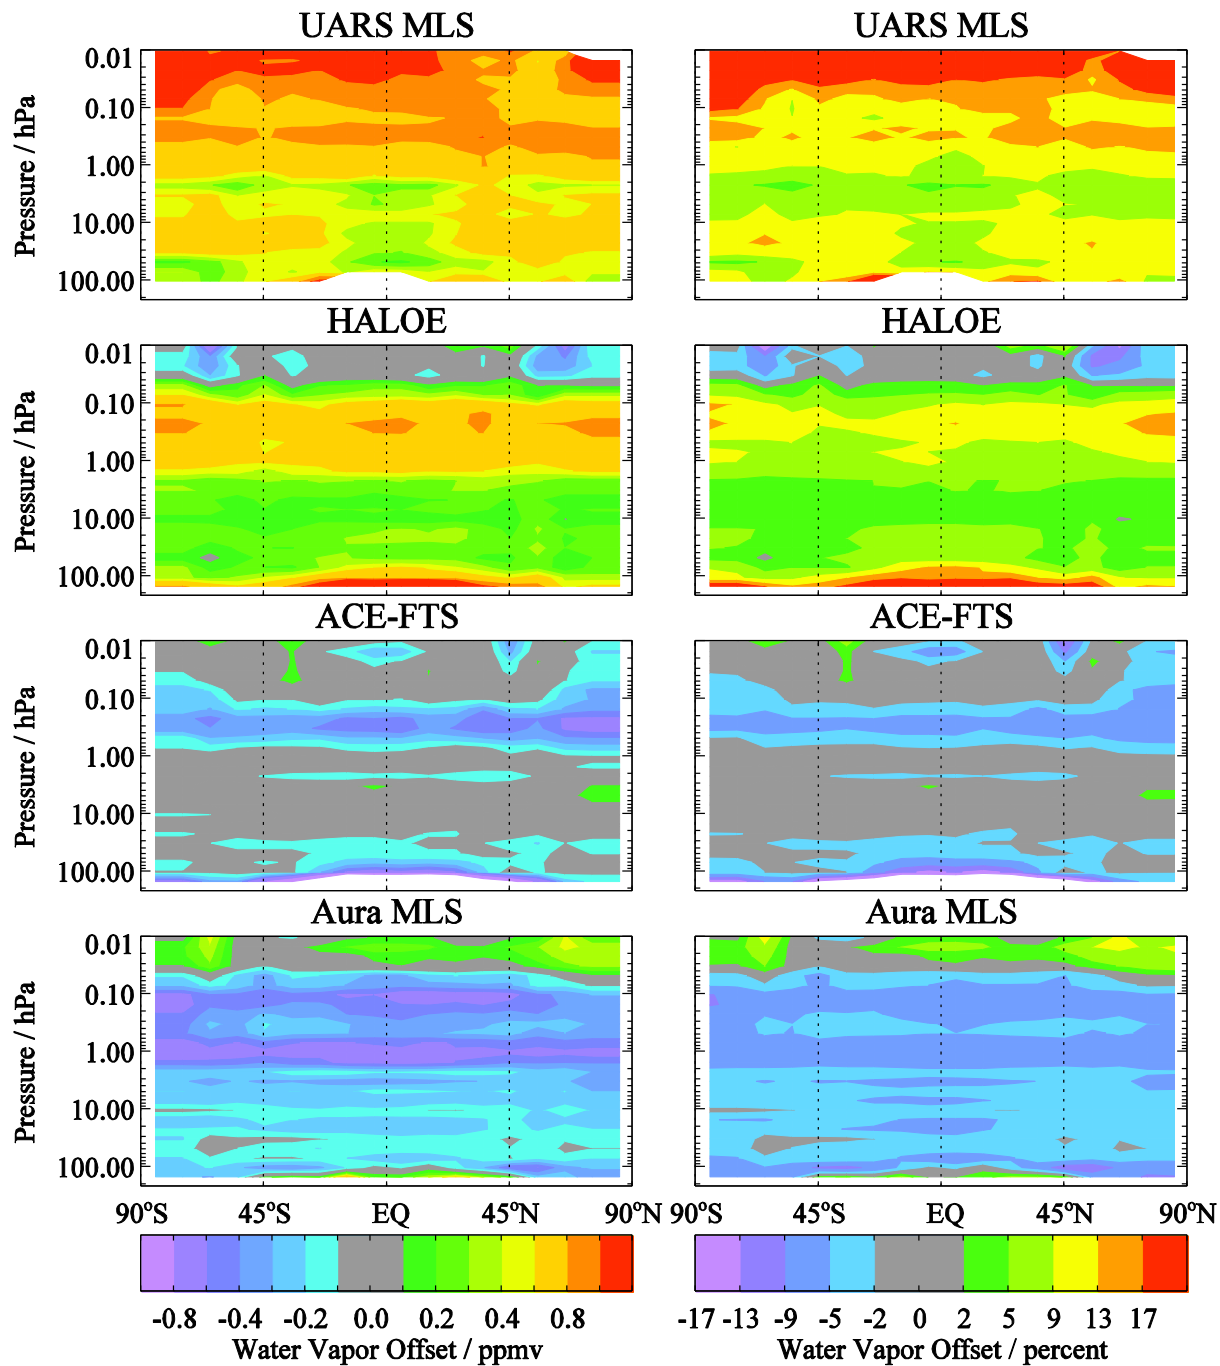 UARS MLS UARS MLS
0.01
0.10
1.00
10.00
100.00
Pressure / hPa
HALOE HALOE
0.01
0.10
1.00
10.00
100.00
Pressure / hPa
ACE-FTS ACE-FTS
0.01
0.10
1.00
10.00
100.00
Pressure / hPa
Aura MLS Aura MLS
0.01
0.10
1.00
10.00
100.00
Pressure / hPa
90°S 45°S EQ 45°N 90°N 90°S 45°S EQ 45°N 90°N
-0.8 -0.4 -0.2 0.0 0.2 0.4 0.8 -17 -13 -9 -5 -2 0 2 5 9 13 17
Water Vapor Offset / ppmv Water Vapor Offset / percent